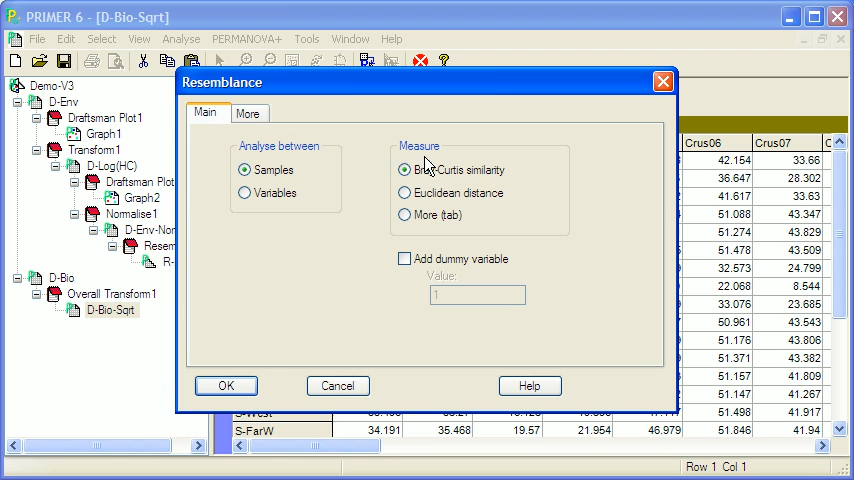 PRIMER 6 - [D-Bio-Sqrt]
File Edit Select View Analyse PERMANOVA+ Tools Window Help
Demo-V3
D-Env
Draftsman Plot1
Graph1
Transform1
D-Log(HC)
Draftsman Plot
Graph2
Normalise1
D-Env-Nor
Resem
R-
D-Bio
Overall Transform1
D-Bio-Sqrt
Resemblance
Main More
Analyse between
Samples
Variables
Measure
Bray-Curtis similarity
Euclidean distance
More (tab)
Add dummy variable
Value:
1
OK Cancel Help
Crus06 Crus07
42.154 33.66
36.647 28.302
41.617 33.63
51.088 43.347
51.274 43.829
51.478 43.509
32.573 24.799
22.068 8.544
33.076 23.685
50.961 43.543
51.176 43.806
51.371 43.382
51.157 41.809
51.147 41.267
S-West 51.498 41.917
S-FarW 34.191 35.468 19.57 21.954 46.979 51.846 41.94
Row 1 Col 1